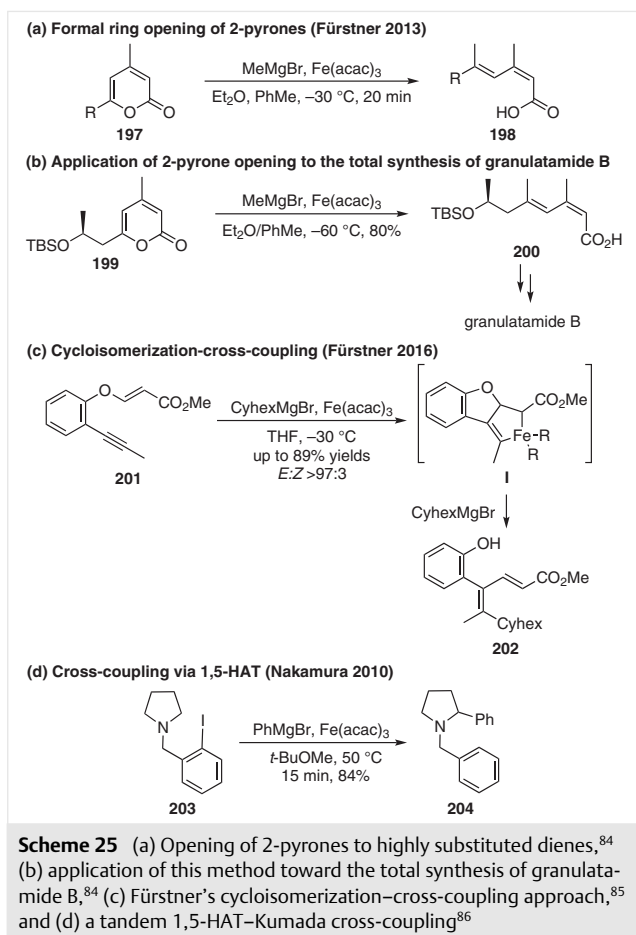 (a) Formal ring opening of 2-pyrones (Fürstner 2013)
R
O
O
197
MeMgBr, Fe(acac)3
Et2O, PhMe, –30 °C, 20 min
R
HO
O
198
(b) Application of 2-pyrone opening to the total synthesis of granulatamide B
TBSO
O
O
199
MeMgBr, Fe(acac)3
Et2O/PhMe, –60 °C, 80%
TBSO
CO2H
200
granulatamide B
(c) Cycloisomerization-cross-coupling (Fürstner 2016)
O
CO2Me
201
CyhexMgBr, Fe(acac)3
THF, –30 °C
up to 89% yields
E:Z >97:3
O
CO2Me
Fe
R
R
I
CyhexMgBr
OH
CO2Me
Cyhex
202
(d) Cross-coupling via 1,5-HAT (Nakamura 2010)
N
I
203
PhMgBr, Fe(acac)3
t-BuOMe, 50 °C
15 min, 84%
N
Ph
204
Scheme 25 (a) Opening of 2-pyrones to highly substituted dienes,84
(b) application of this method toward the total synthesis of granulata-
mide B,84 (c) Fürstner’s cycloisomerization–cross-coupling approach,85
and (d) a tandem 1,5-HAT–Kumada cross-coupling86